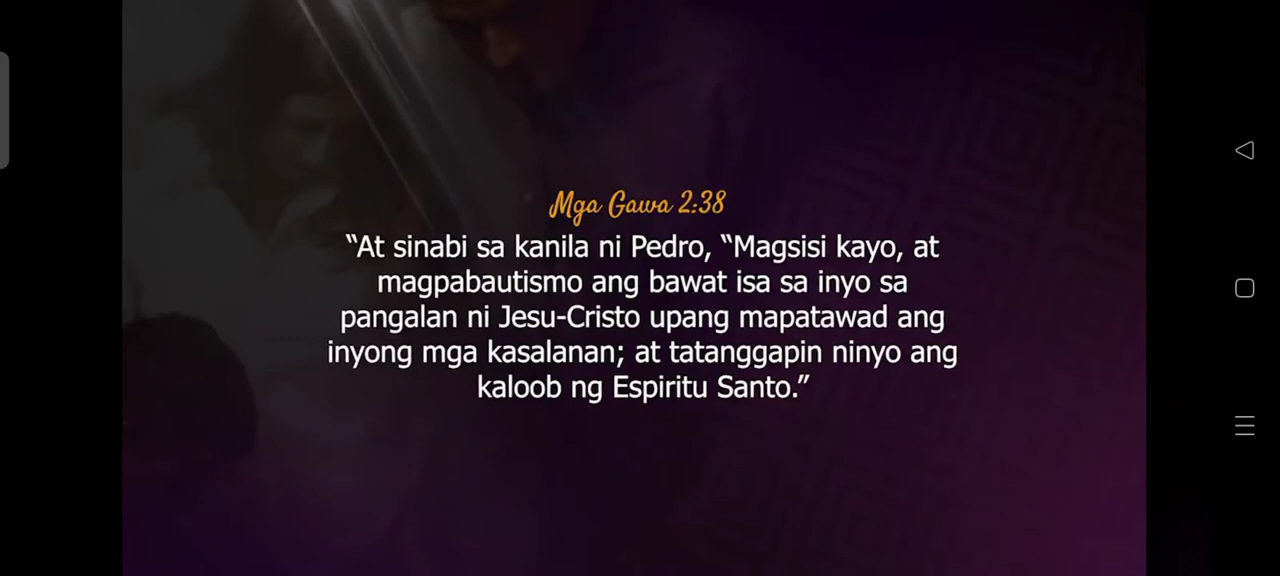 Mga Gawa 2:38
“At sinabi sa kanila ni Pedro, “Magsisi kayo, at
magpabautismo ang bawat isa sa inyo sa
pangalan ni Jesu-Cristo upang mapatawad ang
inyong mga kasalanan; at tatanggapin ninyo ang
kaloob ng Espiritu Santo.”